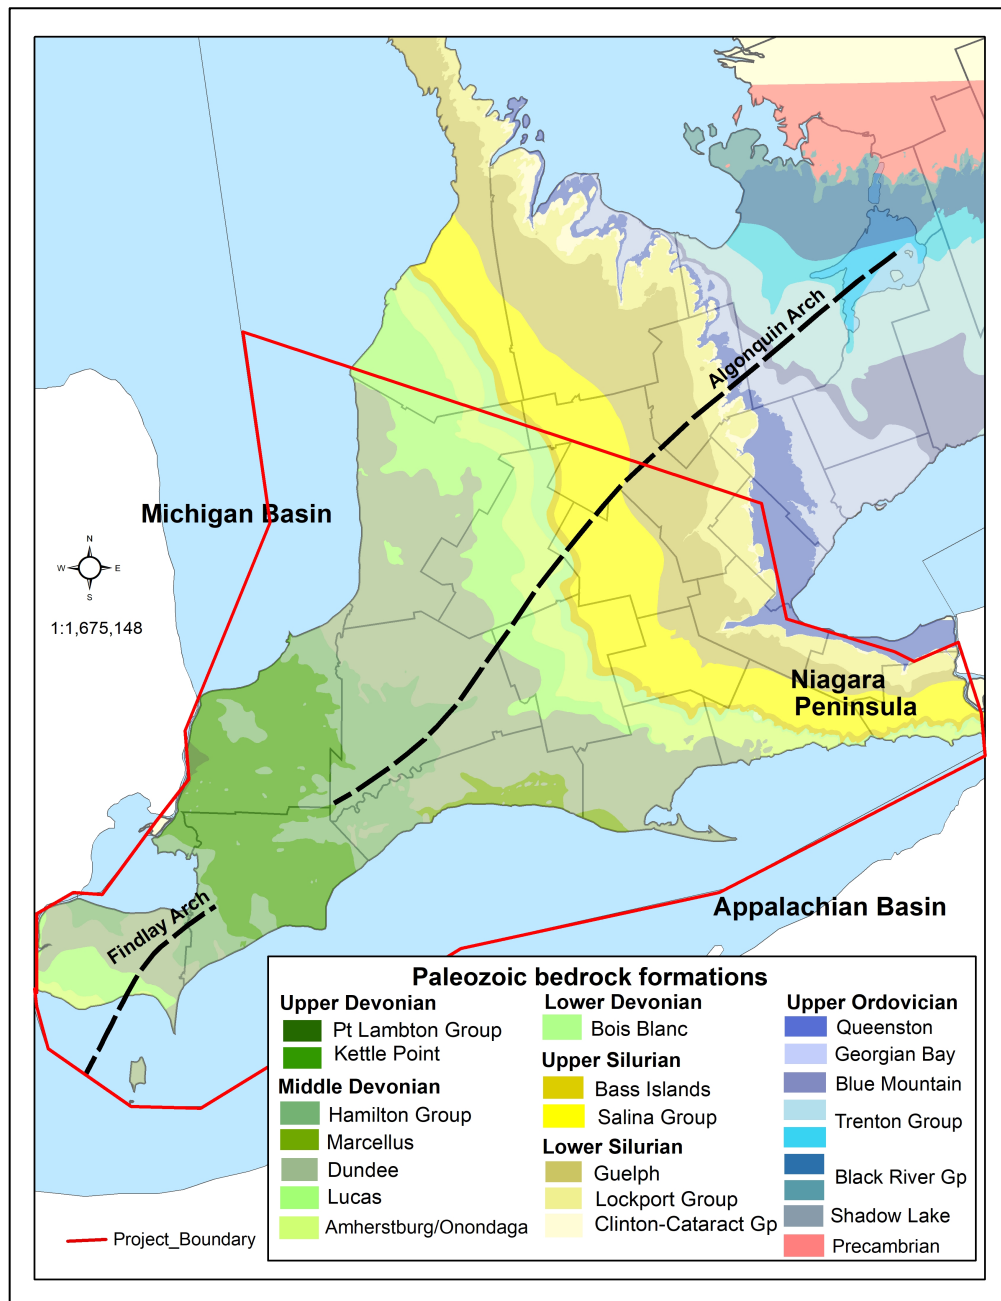 Algonquin Arch
Michigan Basin
N
W E
S
1:1,675,148
Niagara
Peninsula
Appalachian Basin
Findlay Arch
Paleozoic bedrock formations
Upper Devonian
Pt Lambton Group
Kettle Point
Middle Devonian
Hamilton Group
Marcellus
Dundee
Lucas
Amherstburg/Onondaga
Project_Boundary
Lower Devonian
Bois Blanc
Upper Silurian
Bass Islands
Salina Group
Lower Silurian
Guelph
Lockport Group
Clinton-Cataract Gp
Upper Ordovician
Queenston
Georgian Bay
Blue Mountain
Trenton Group
Black River Gp
Shadow Lake
Precambrian